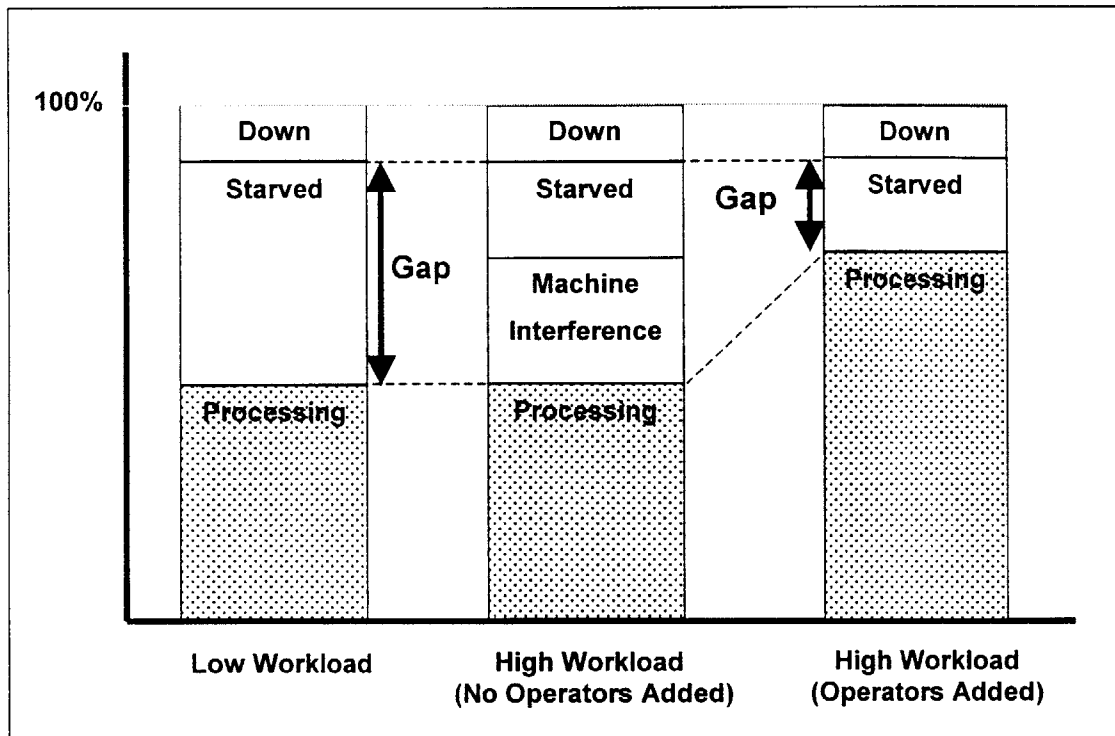 100%
Down
Starved
Gap
Processing
Low Workload
Down
Starved
Machine
Interference
Processing
High Workload
(No Operators Added)
Gap
Down
Starved
Processing
High Workload
(Operators Added)